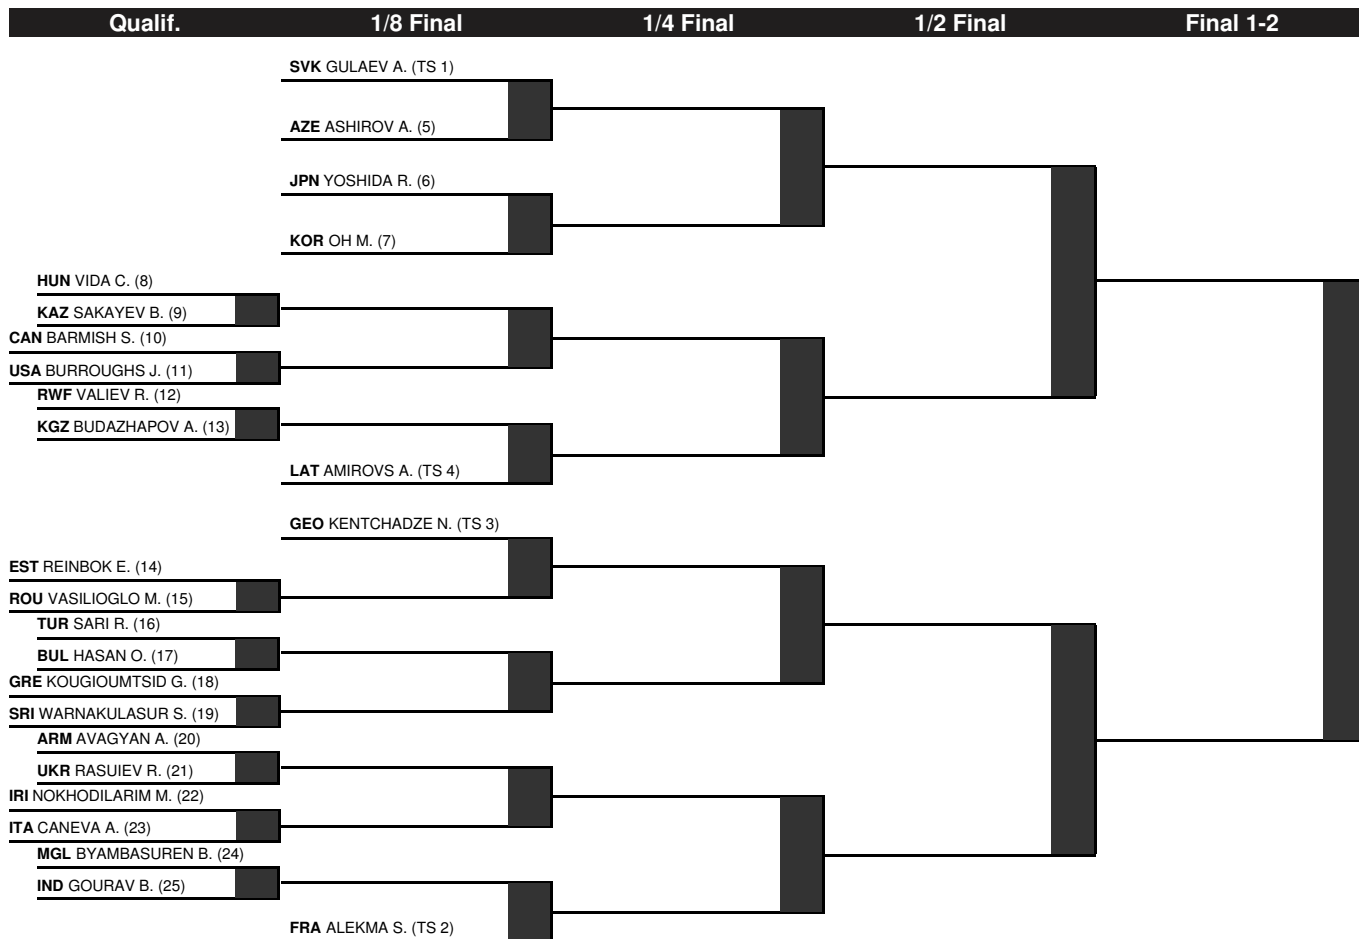 Qualif. 1/8 Final 1/4 Final 1/2 Final Final 1-2
SVK GULAEV A. (TS 1)
AZE ASHIROV A. (5)
JPN YOSHIDA R. (6)
KOR OH M. (7)
HUN VIDA C. (8)
KAZ SAKAYEV B. (9)
CAN BARMISH S. (10)
USA BURROUGHS J. (11)
RWF VALIEV R. (12)
KGZ BUDAZHAPOV A. (13)
LAT AMIROVS A. (TS 4)
GEO KENTCHADZE N. (TS 3)
EST REINBOK E. (14)
ROU VASILIOGLO M. (15)
TUR SARI R. (16)
BUL HASAN O. (17)
GRE KOUGIOUMTSID G. (18)
SRI WARNAKULASUR S. (19)
ARM AVAGYAN A. (20)
UKR RASUIEV R. (21)
IRI NOKHODILARIM M. (22)
ITA CANEVA A. (23)
MGL BYAMBASUREN B. (24)
IND GOURAV B. (25)
FRA ALEKMA S. (TS 2)